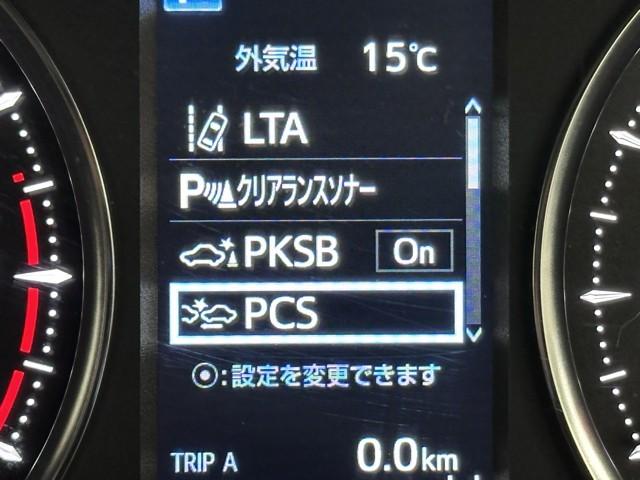 外気温 15℃
LTA
P クリアランスソナー
PKSB On
PCS
⦿:設定を変更できます
TRIP A 0.0km